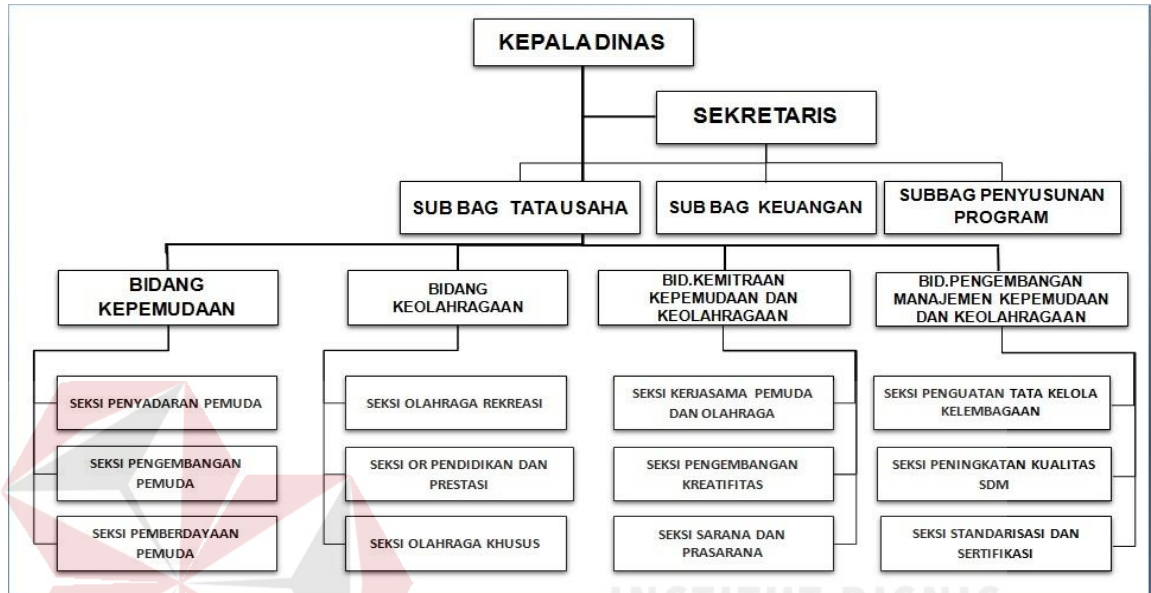 KEPALA DINAS
SEKRETARIS
SUB BAG TATAUSAHA
SUB BAG KEUANGAN
SUBBAG PENYUSUNAN
PROGRAM
BIDANG
KEPEMUDAAN
BIDANG
KEOLAHRAGAAN
BID.KEMITRAAN
KEPEMUDAAN DAN
KEOLAHRAGAAN
BID.PENGEMBANGAN
MANAJEMEN KEPEMUDAAN
DAN KEOLAHRAGAAN
SEKSI PENYADARAN PEMUDA
SEKSI PENGEMBANGAN
PEMUDA
SEKSI PEMBERDAYAAN
PEMUDA
SEKSI OLAHRAGA REKREASI
SEKSI OR PENDIDIKAN DAN
PRESTASI
SEKSI OLAHRAGA KHUSUS
SEKSI KERJASAMA PEMUDA
DAN OLAHRAGA
SEKSI PENGEMBANGAN
KREATIFITAS
SEKSI SARANA DAN
PRASARANA
SEKSI PENGUATAN TATA KELOLA
KELEMBAGAAN
SEKSI PENINGKATAN KUALITAS
SDM
SEKSI STANDARISASI DAN
SERTIFIKASI
INSTITUT BISNIS